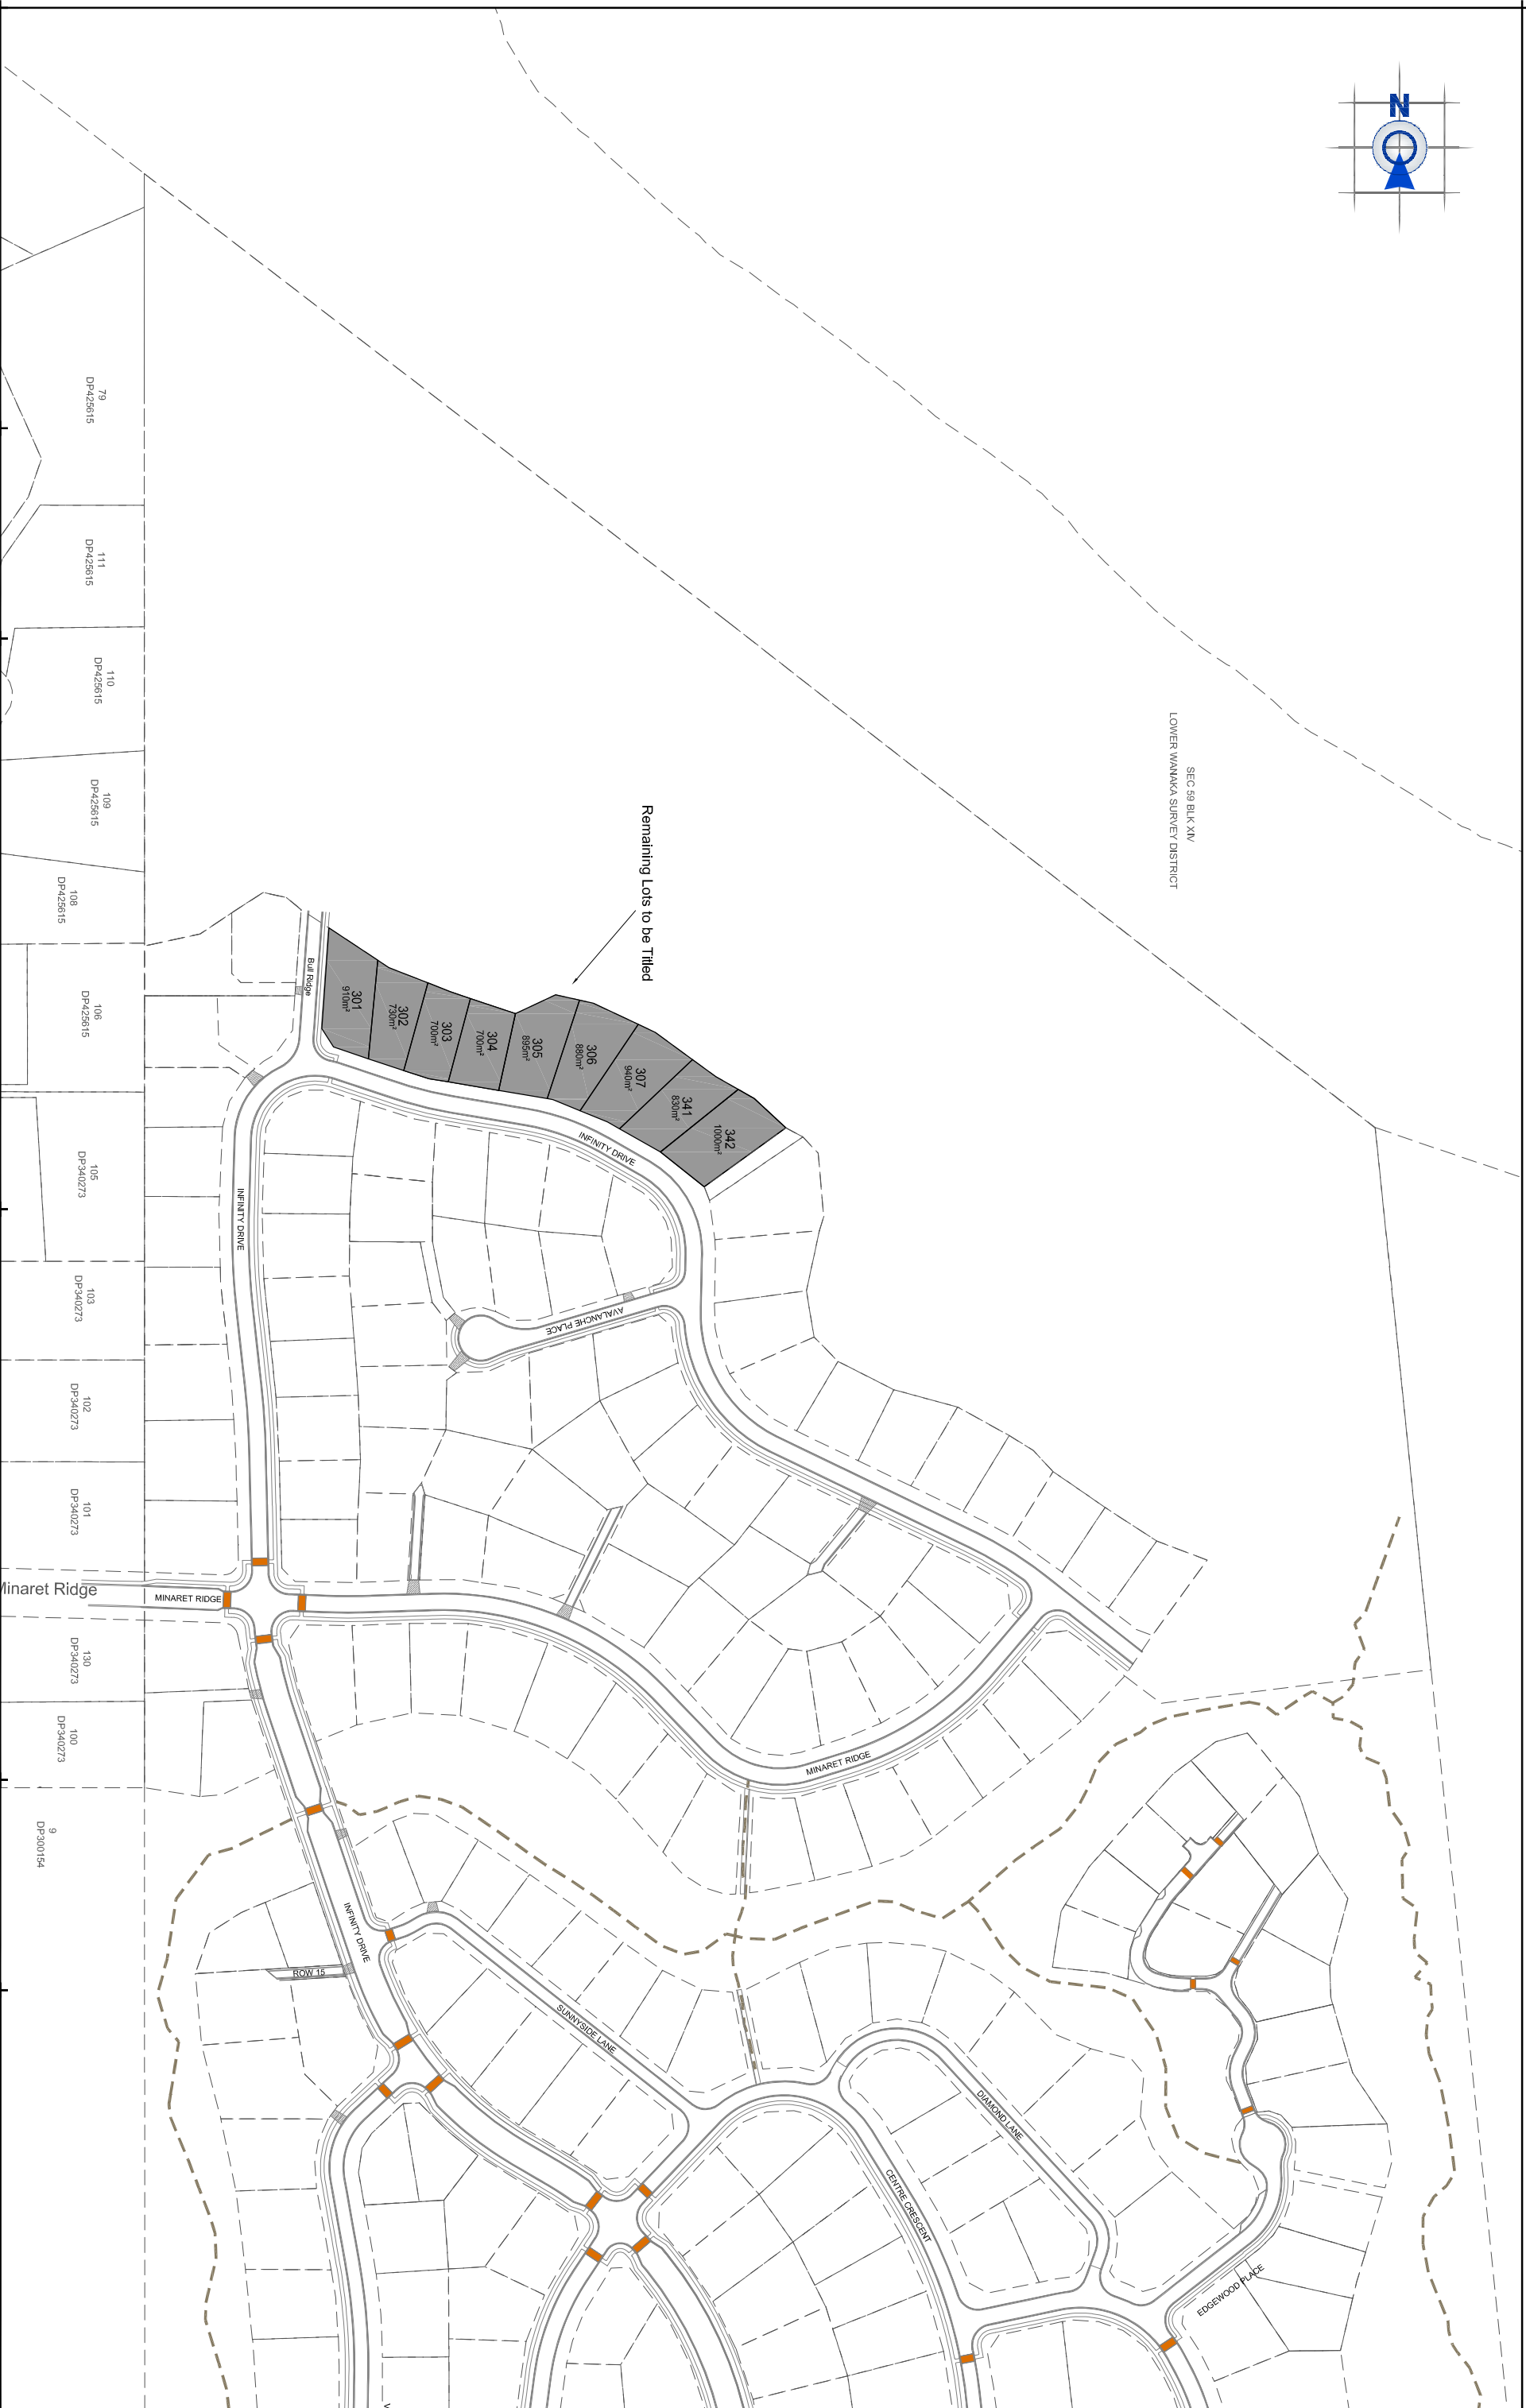 N
79
DP425615
111
DP425615
110
DP425615
109
DP425615
108
DP425615
106
DP425615
105
DP340273
103
DP340273
102
DP340273
101
DP340273
130
DP340273
100
DP340273
9
DP300154
SEC 59 BLK XIV
LOWER WANAKA SURVEY DISTRICT
Remaining Lots to be Titled
Bull Ridge
301
910m²
302
730m²
303
700m²
304
700m²
305
895m²
306
880m²
307
940m²
341
830m²
342
1000m²
INFINITY DRIVE
INFINITY DRIVE
AVALANCHE PLACE
Minaret Ridge
MINARET RIDGE
MINARET RIDGE
INFINITY DRIVE
ROW 15
SUNNYSIDE LANE
DIAMOND LANE
CENTRE CRESCENT
EDGEWOOD PLACE